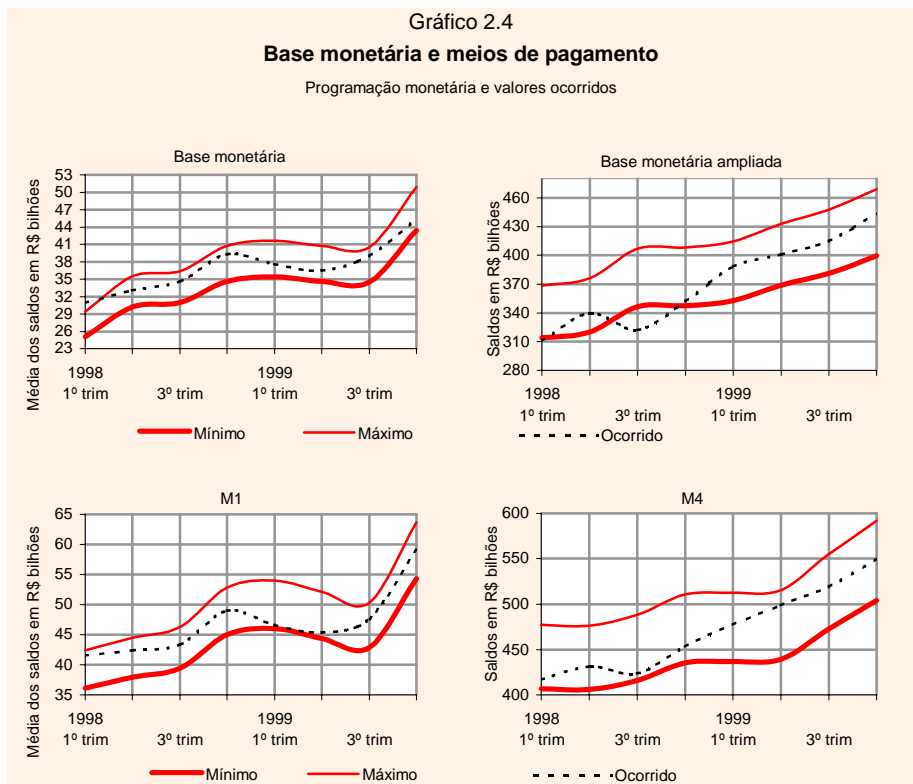 Gráfico 2.4
Base monetária e meios de pagamento
Programação monetária e valores ocorridos
Base monetária
Média dos saldos em R$ bilhões
53
50
47
44
41
38
35
32
29
26
23
1998
1999
1º trim
3º trim
1º trim
3º trim
Base monetária ampliada
Saldos em R$ bilhões
460
430
400
370
340
310
280
1998
1999
1º trim
3º trim
1º trim
3º trim
Mínimo
Máximo
Ocorrido
M1
Média dos saldos em R$ bilhões
65
60
55
50
45
40
35
1998
1999
1º trim
3º trim
1º trim
3º trim
M4
Saldos em R$ bilhões
600
550
500
450
400
1998
1999
1º trim
3º trim
1º trim
3º trim
Mínimo
Máximo
Ocorrido